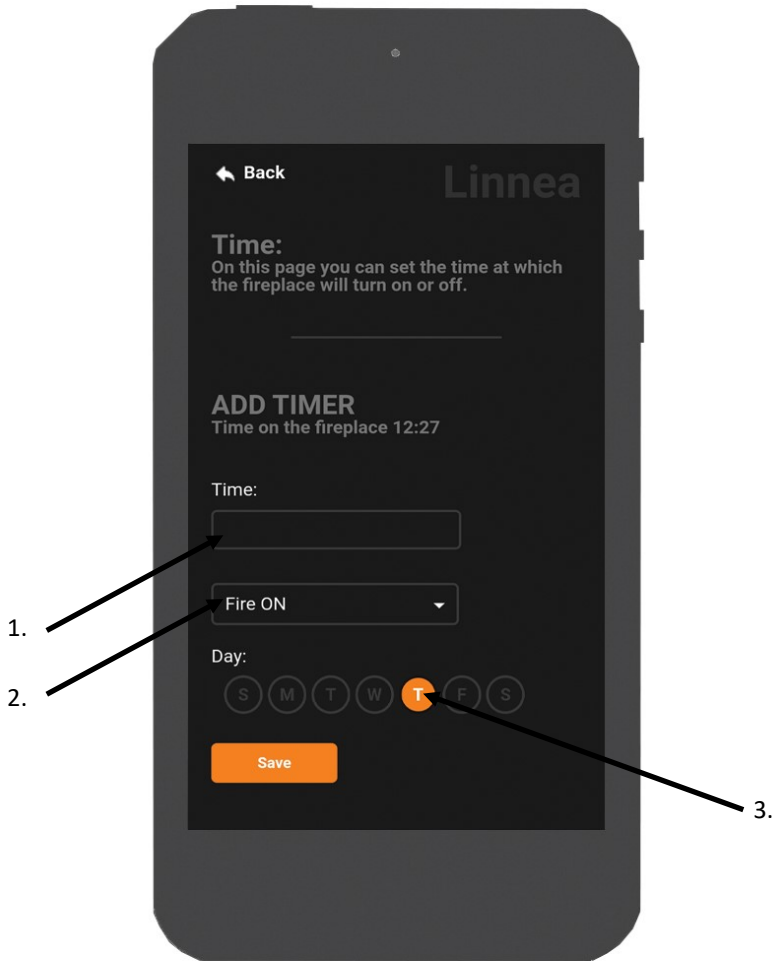 Back
Linnea
Time:
On this page you can set the time at which
the fireplace will turn on or off.
ADD TIMER
Time on the fireplace 12:27
Time:
1.
Fire ON
2.
Day:
S M T W T F S
Save
3.